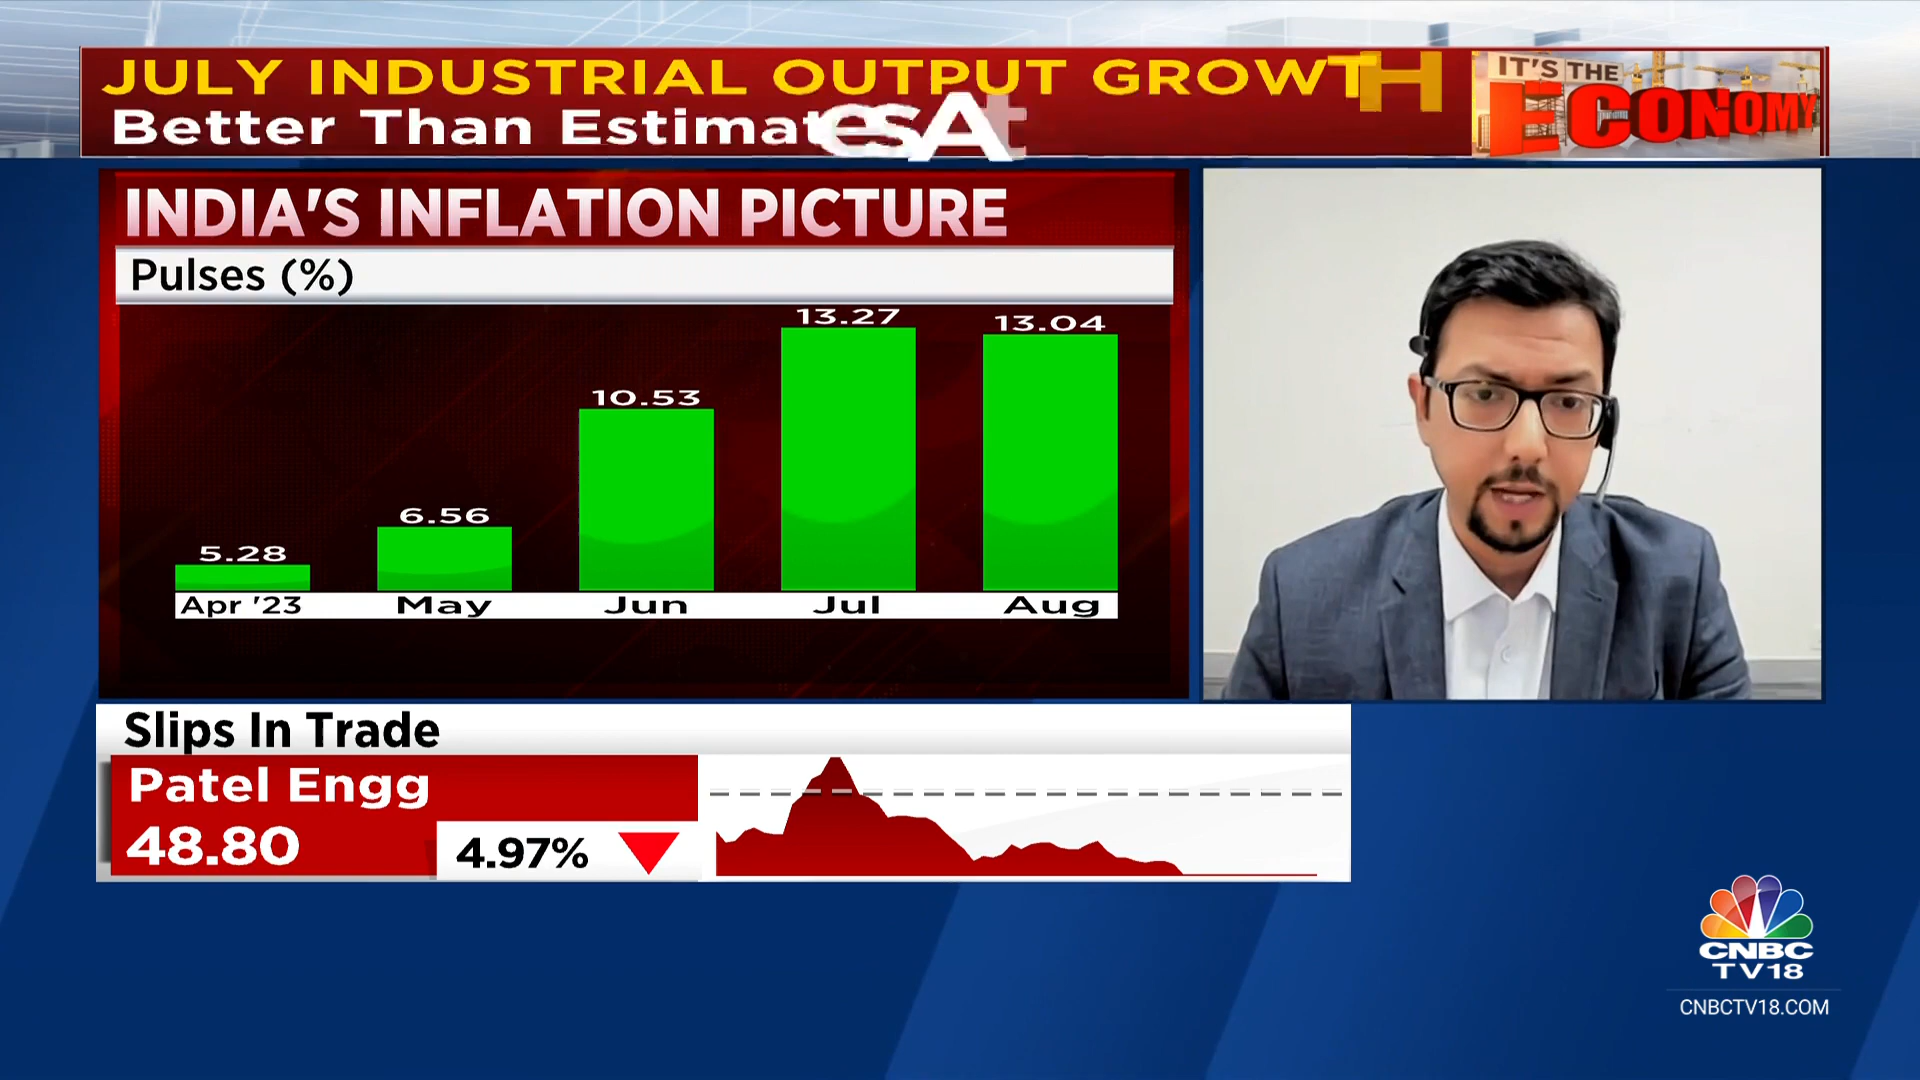 JULY INDUSTRIAL OUTPUT GROWTH
Better Than Estimates At
IT'S THE
ECONOMY
INDIA'S INFLATION PICTURE
Pulses (%)
5.28
6.56
10.53
13.27
13.04
Apr '23
May
Jun
Jul
Aug
Slips In Trade
Patel Engg
48.80
4.97%
CNBC
TV18
CNBCTV18.COM